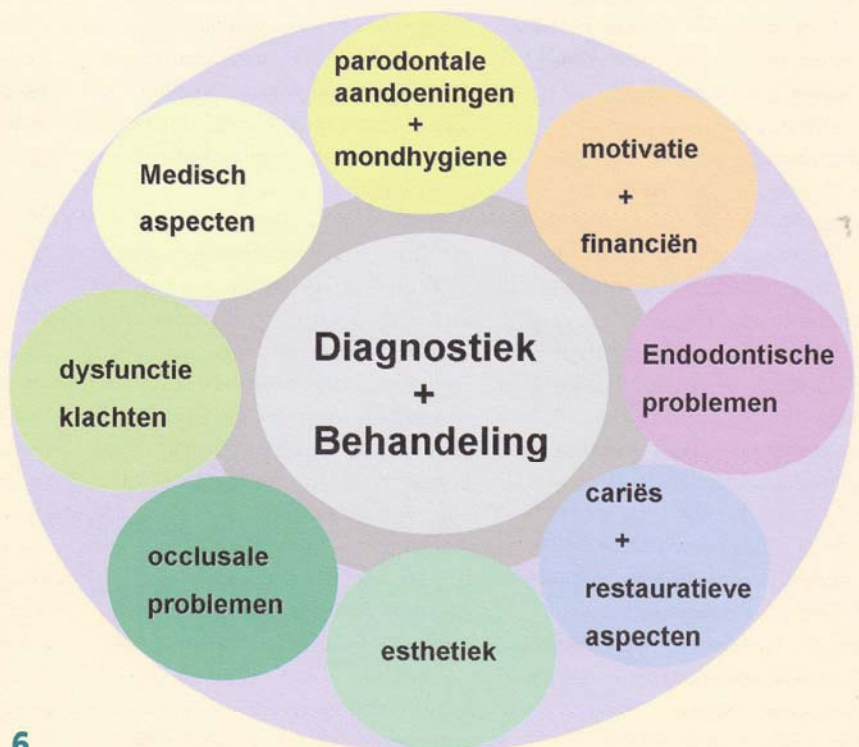 parodontale
aandoeningen
+
mondhygiene
motivatie
+
financiën
Endodontische
problemen
cariës
+
restauratieve
aspecten
esthetiek
occlusale
problemen
dysfunctie
klachten
Medisch
aspecten
Diagnostiek
+
Behandeling
6